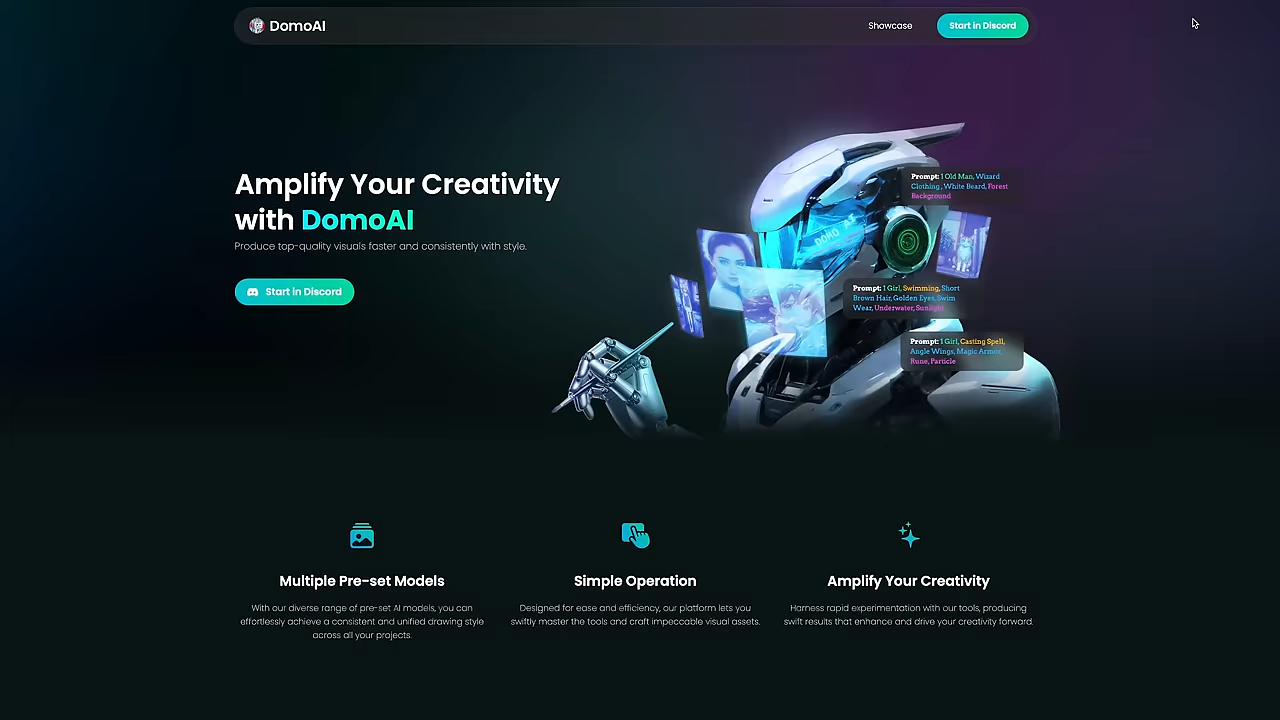 DomoAI
Showcase
Start in Discord
Amplify Your Creativity
with DomoAI
Produce top-quality visuals faster and consistently with style.
Start in Discord
Prompt: 1 Old Man, Wizard
Clothing , White Beard, Forest
Background
DOMO AI
Prompt: 1 Girl, Swimming, Short
Brown Hair, Golden Eyes, Swim
Wear, Underwater, Sunlight
Prompt: 1 Girl, Casting Spell,
Angle Wings, Magic Armor,
Rune, Particle
Multiple Pre-set Models
With our diverse range of pre-set AI models, you can
effortlessly achieve a consistent and unified drawing style
across all your projects.
Simple Operation
Designed for ease and efficiency, our platform lets you
swiftly master the tools and craft impeccable visual assets.
Amplify Your Creativity
Harness rapid experimentation with our tools, producing
swift results that enhance and drive your creativity forward.